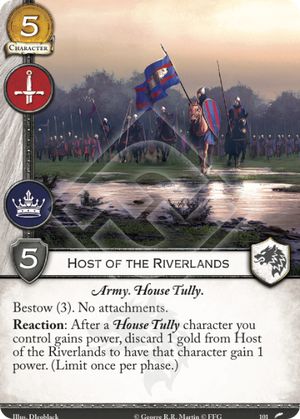 5
CHARACTER
5
HOST OF THE RIVERLANDS
Army. House Tully.
Bestow (3). No attachments.
Reaction: After a House Tully character you
control gains power, discard 1 gold from Host
of the Riverlands to have that character gain 1
power. (Limit once per phase.)
Illus. Diegblack
© George R.R. Martin © FFG
101